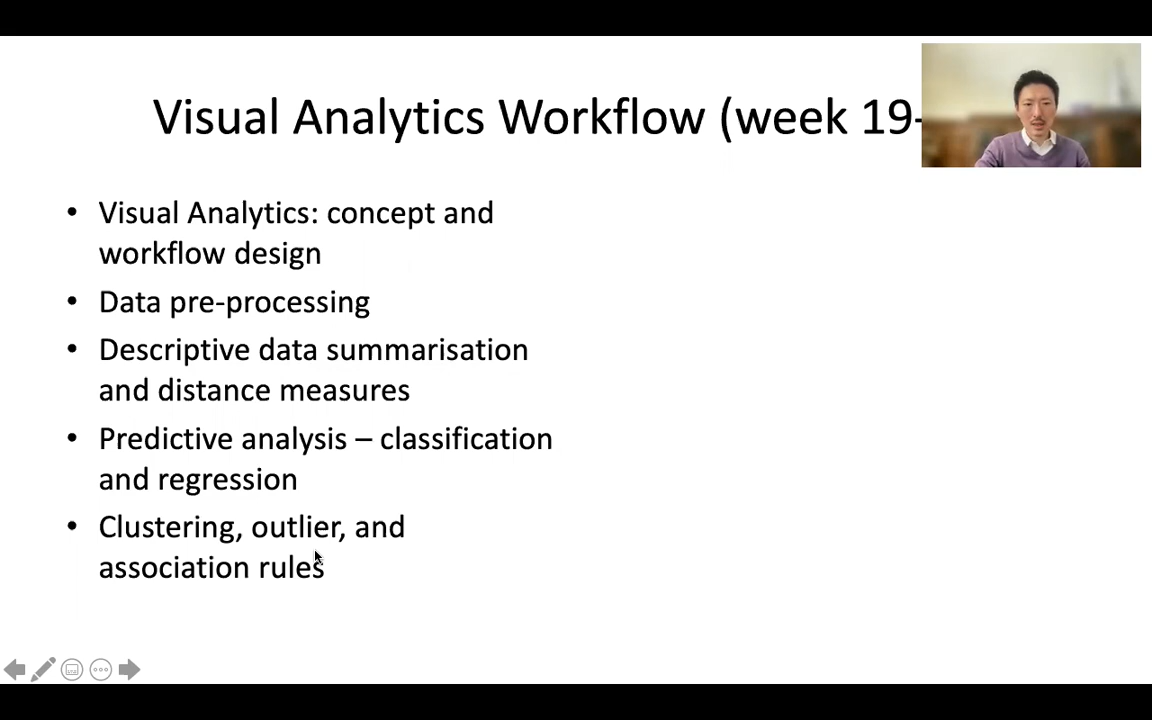 Visual Analytics Workflow (week 19-
• Visual Analytics: concept and
workflow design
• Data pre-processing
• Descriptive data summarisation
and distance measures
• Predictive analysis – classification
and regression
• Clustering, outlier, and
association rules